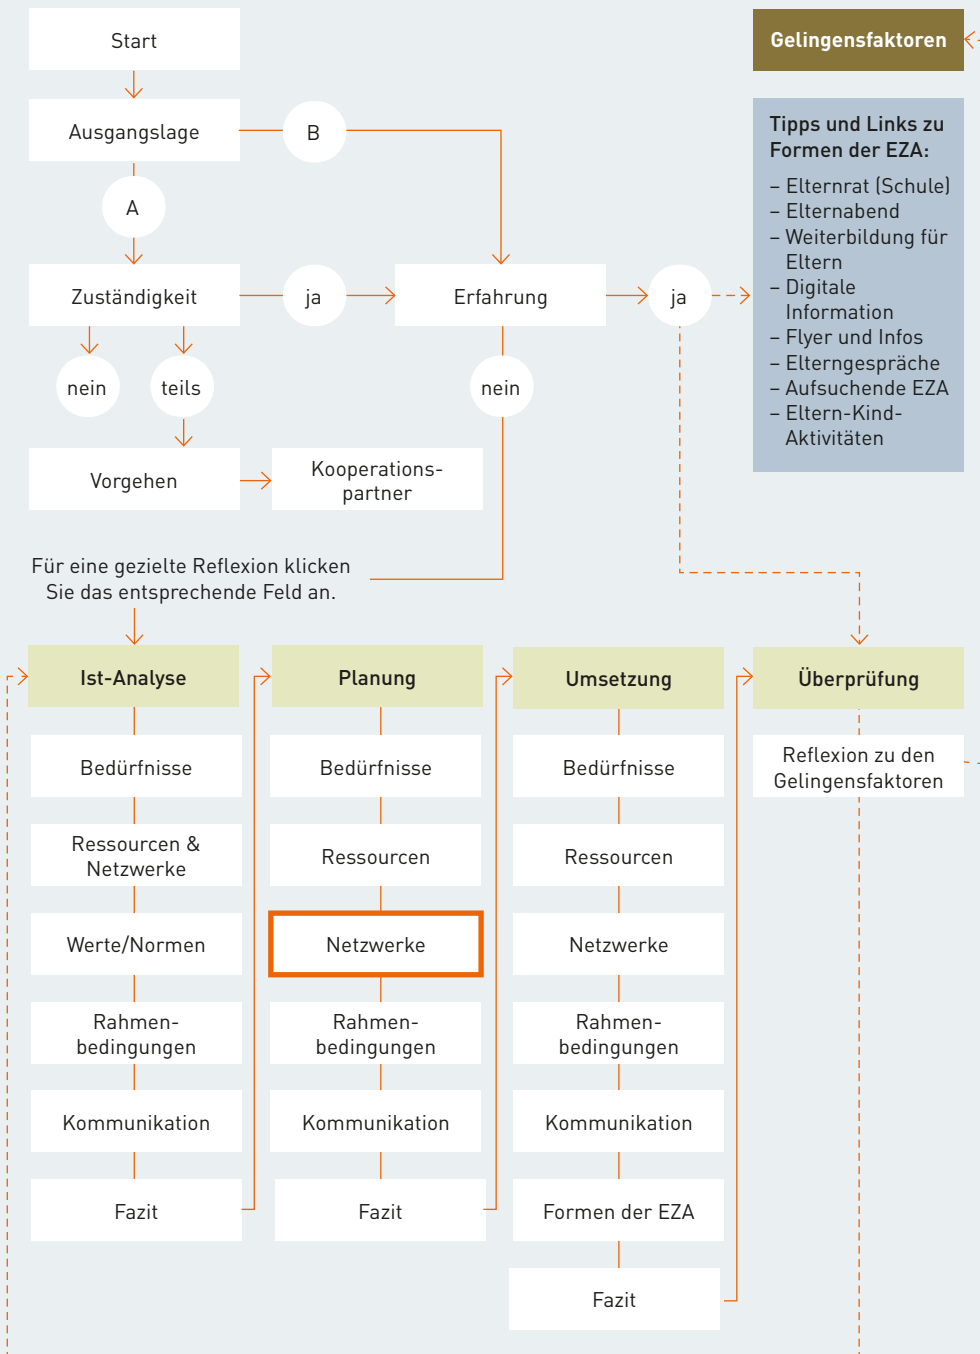 Start
Gelingensfaktoren
Ausgangslage
B
A
Tipps und Links zu
Formen der EZA:
– Elternrat (Schule)
– Elternabend
– Weiterbildung für
Eltern
– Digitale
Information
– Flyer und Infos
– Elterngespräche
– Aufsuchende EZA
– Eltern-Kind-
Aktivitäten
Zuständigkeit
ja
Erfahrung
ja
nein
teils
nein
Vorgehen
Kooperations-
partner
Für eine gezielte Reflexion klicken
Sie das entsprechende Feld an.
Ist-Analyse
Bedürfnisse
Ressourcen &
Netzwerke
Werte/Normen
Rahmen-
bedingungen
Kommunikation
Fazit
Planung
Bedürfnisse
Ressourcen
Netzwerke
Rahmen-
bedingungen
Kommunikation
Fazit
Umsetzung
Bedürfnisse
Ressourcen
Netzwerke
Rahmen-
bedingungen
Kommunikation
Formen der EZA
Fazit
Überprüfung
Reflexion zu den
Gelingensfaktoren